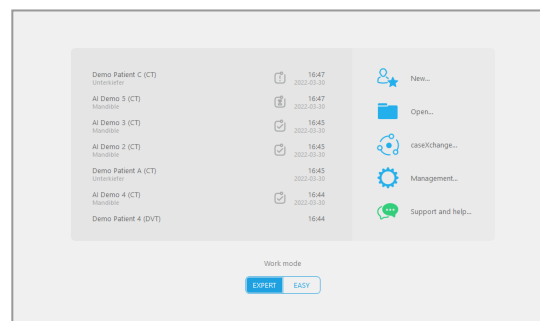 Demo Patient C (CT) 16:47
Unterkiefer 2022-03-30
AI Demo 5 (CT) 16:47
Mandible 2022-03-30
AI Demo 3 (CT) 16:45
Mandible 2022-03-30
AI Demo 2 (CT) 16:45
Mandible 2022-03-30
Demo Patient A (CT) 16:45
Unterkiefer 2022-03-30
AI Demo 4 (CT) 16:44
Mandible 2022-03-30
Demo Patient 4 (DVT) 16:44
New...
Open...
caseXchange...
Management...
Support and help...
Work mode
EXPERT EASY